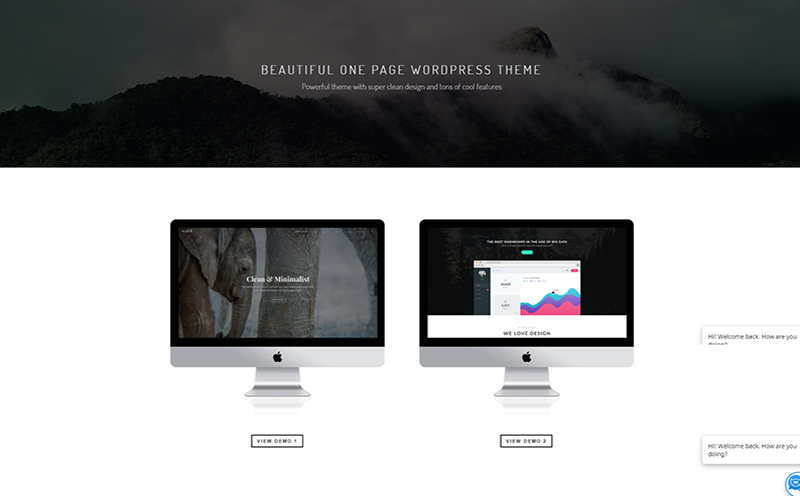 BEAUTIFUL ONE PAGE WORDPRESS THEME
Powerful theme with super clean design and tons of cool features
Clean & Minimalist
THE BEST DASHBOARD IN THE AGE OF BIG DATA
WE LOVE DESIGN
VIEW DEMO 1
VIEW DEMO 2
Hi! Welcome back. How are you
doing?
Hi! Welcome back. How are you
doing?